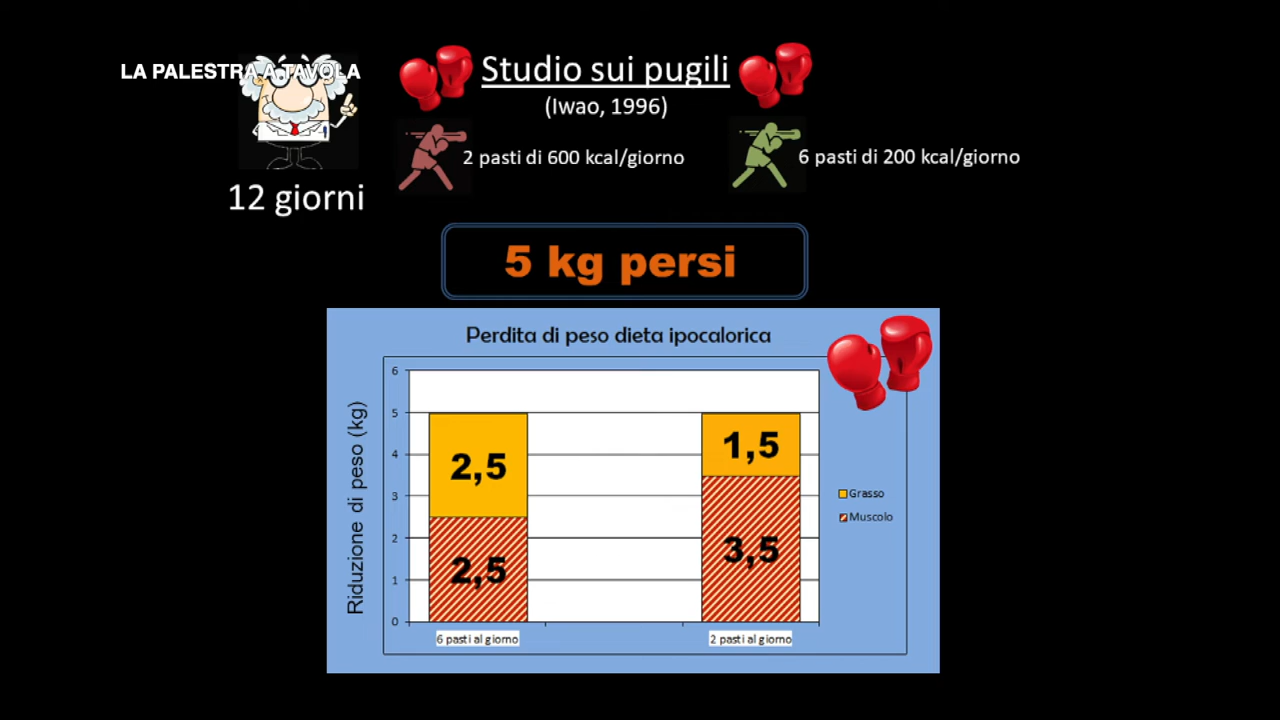 LA PALESTRA A TAVOLA
Studio sui pugili
(Iwao, 1996)
2 pasti di 600 kcal/giorno
6 pasti di 200 kcal/giorno
12 giorni
5 kg persi
Perdita di peso dieta ipocalorica
Riduzione di peso (kg)
6
5
4
3
2
1
0
2,5
2,5
1,5
3,5
6 pasti al giorno
2 pasti al giorno
Grasso
Muscolo